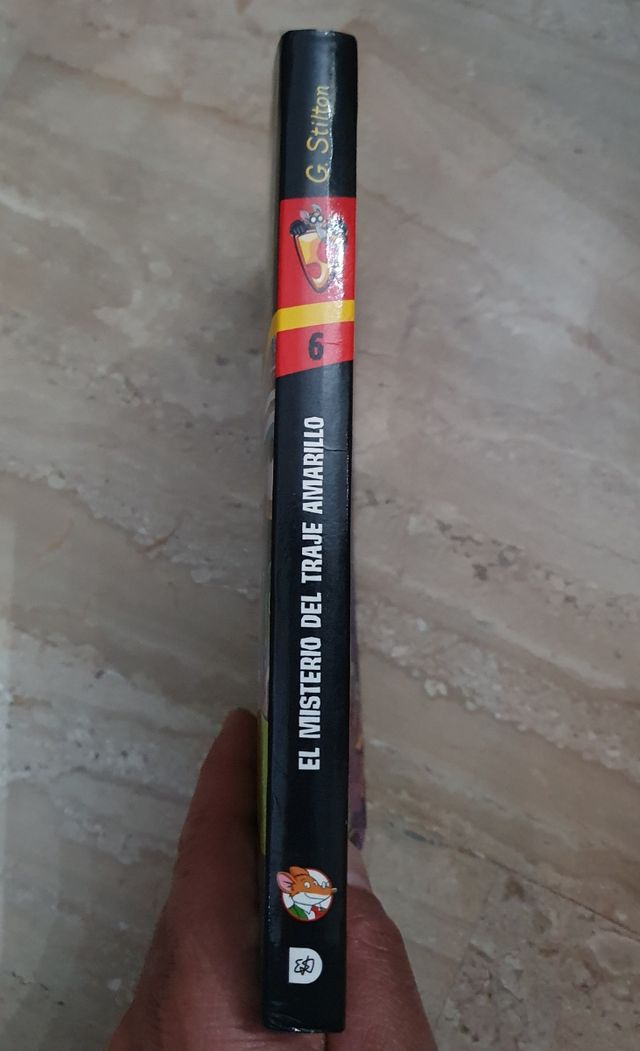 G. Stilton
6
EL MISTERIO DEL TRAJE AMARILLO